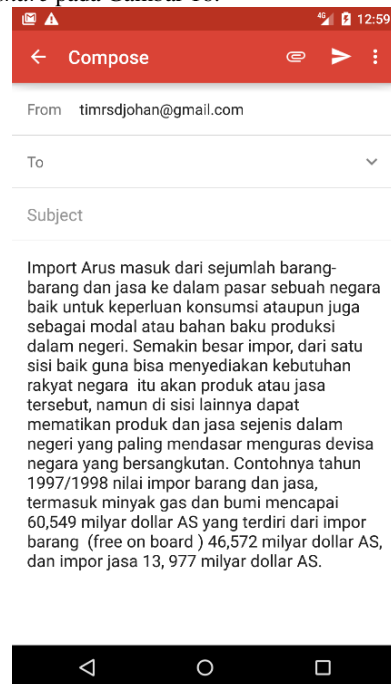 pada Gambar 10.
4G 12:59
Compose
From timrsdjohan@gmail.com
To
Subject
Import Arus masuk dari sejumlah barang-
barang dan jasa ke dalam pasar sebuah negara
baik untuk keperluan konsumsi ataupun juga
sebagai modal atau bahan baku produksi
dalam negeri. Semakin besar impor, dari satu
sisi baik guna bisa menyediakan kebutuhan
rakyat negara  itu akan produk atau jasa
tersebut, namun di sisi lainnya dapat
mematikan produk dan jasa sejenis dalam
negeri yang paling mendasar menguras devisa
negara yang bersangkutan. Contohnya tahun
1997/1998 nilai impor barang dan jasa,
termasuk minyak gas dan bumi mencapai
60,549 milyar dollar AS yang terdiri dari impor
barang  (free on board ) 46,572 milyar dollar AS,
dan impor jasa 13, 977 milyar dollar AS.